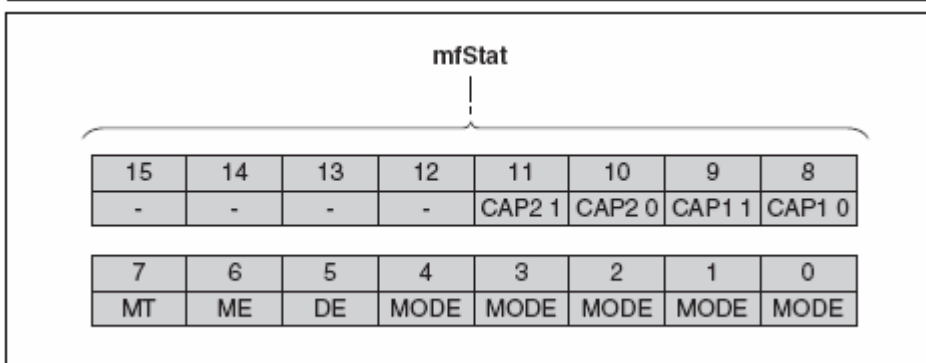 mfStat
15 14 13 12 11 10 9 8
- - - - CAP2 1 CAP2 0 CAP1 1 CAP1 0
7 6 5 4 3 2 1 0
MT ME DE MODE MODE MODE MODE MODE